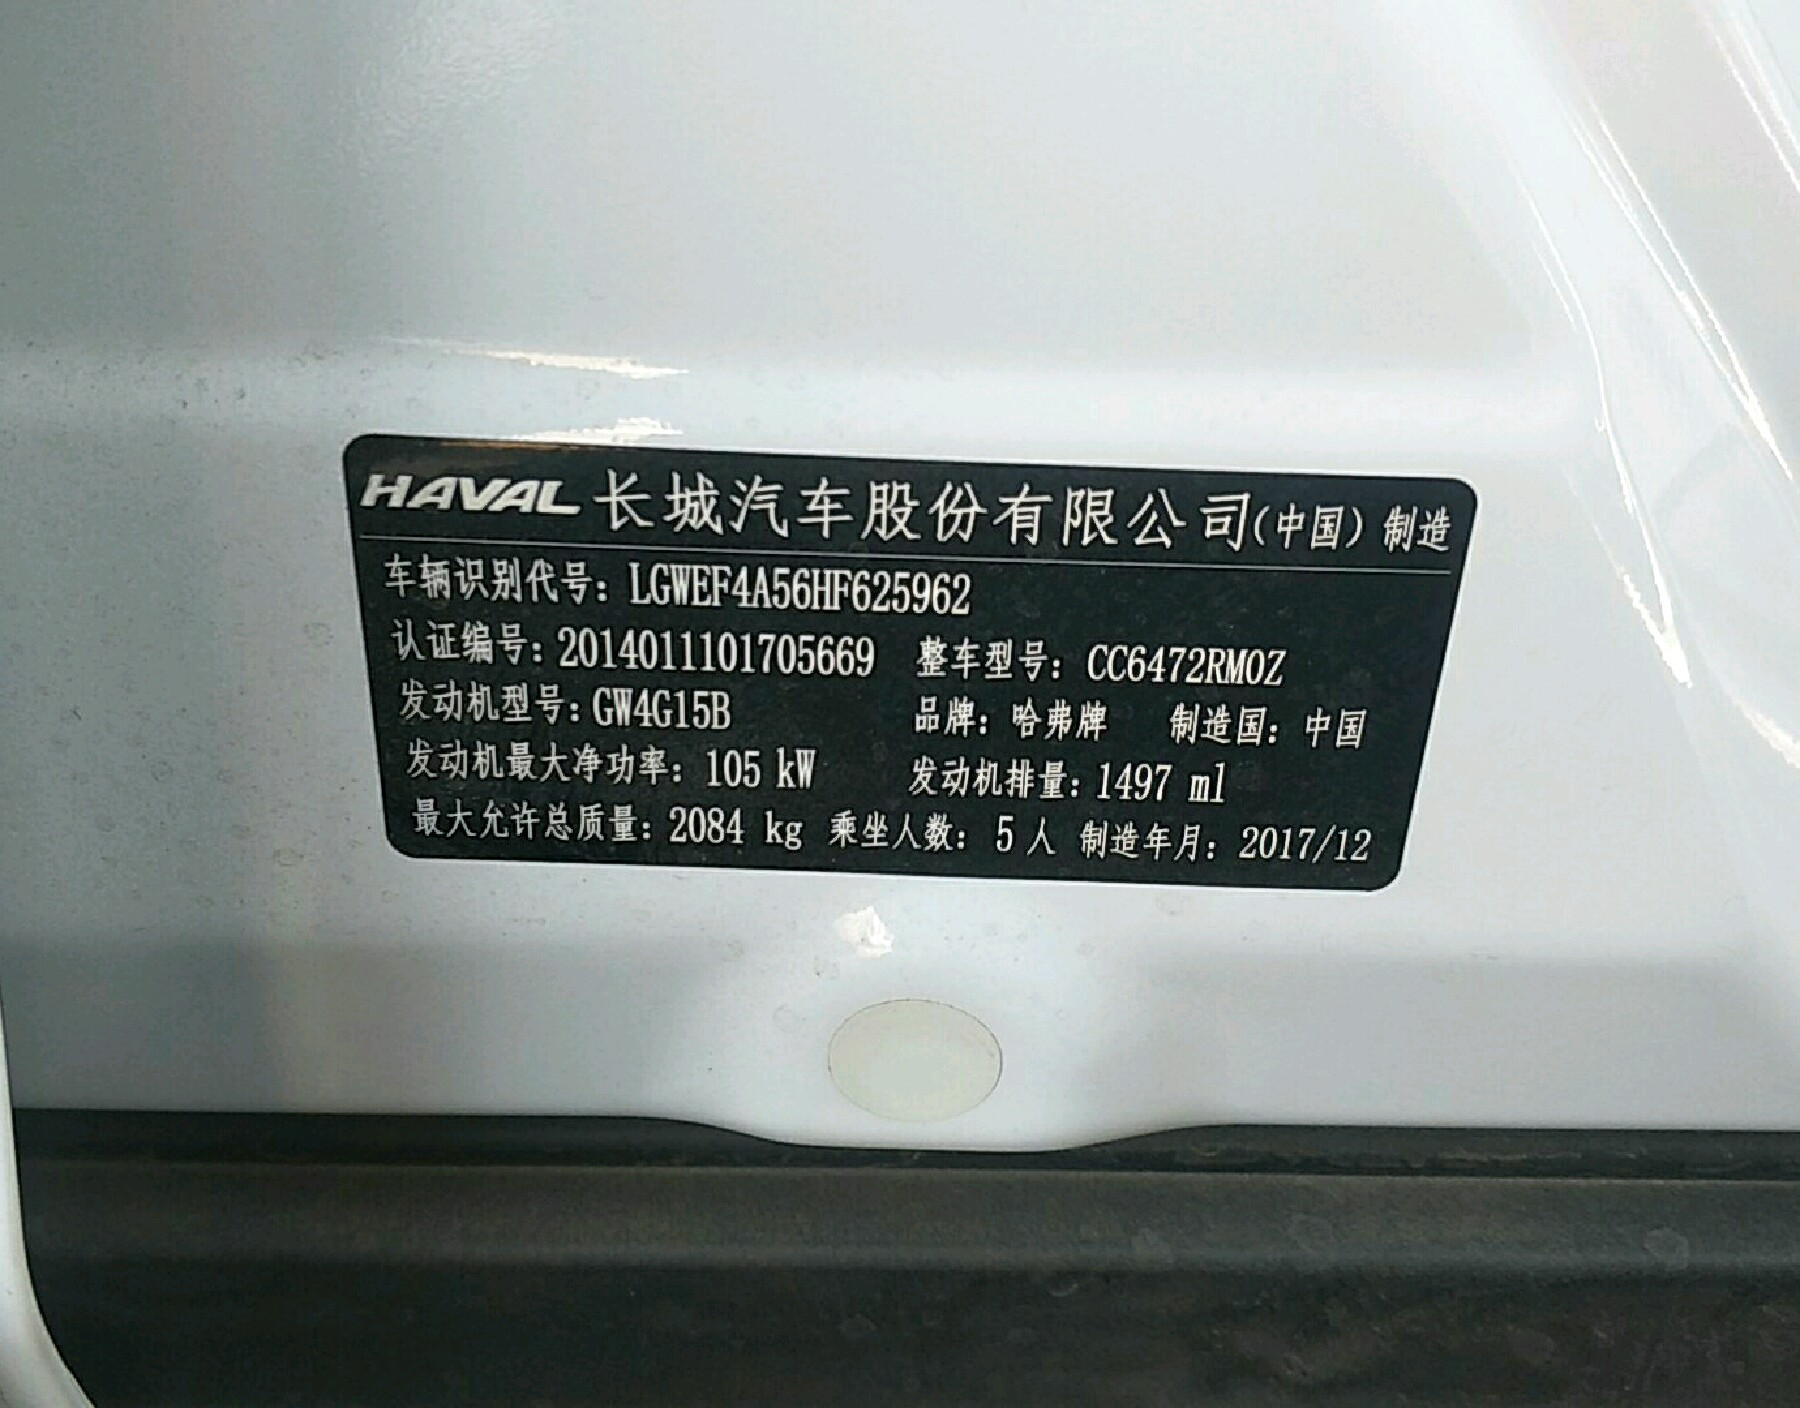 HAVAL 长城汽车股份有限公司(中国) 制造
车辆识别代号: LGWEF4A56HF625962
认证编号: 2014011101705669 整车型号: CC6472RM0Z
发动机型号: GW4G15B 品牌: 哈弗牌 制造国: 中国
发动机最大净功率: 105 kW 发动机排量: 1497 ml
最大允许总质量: 2084 kg 乘坐人数: 5 人 制造年月: 2017/12